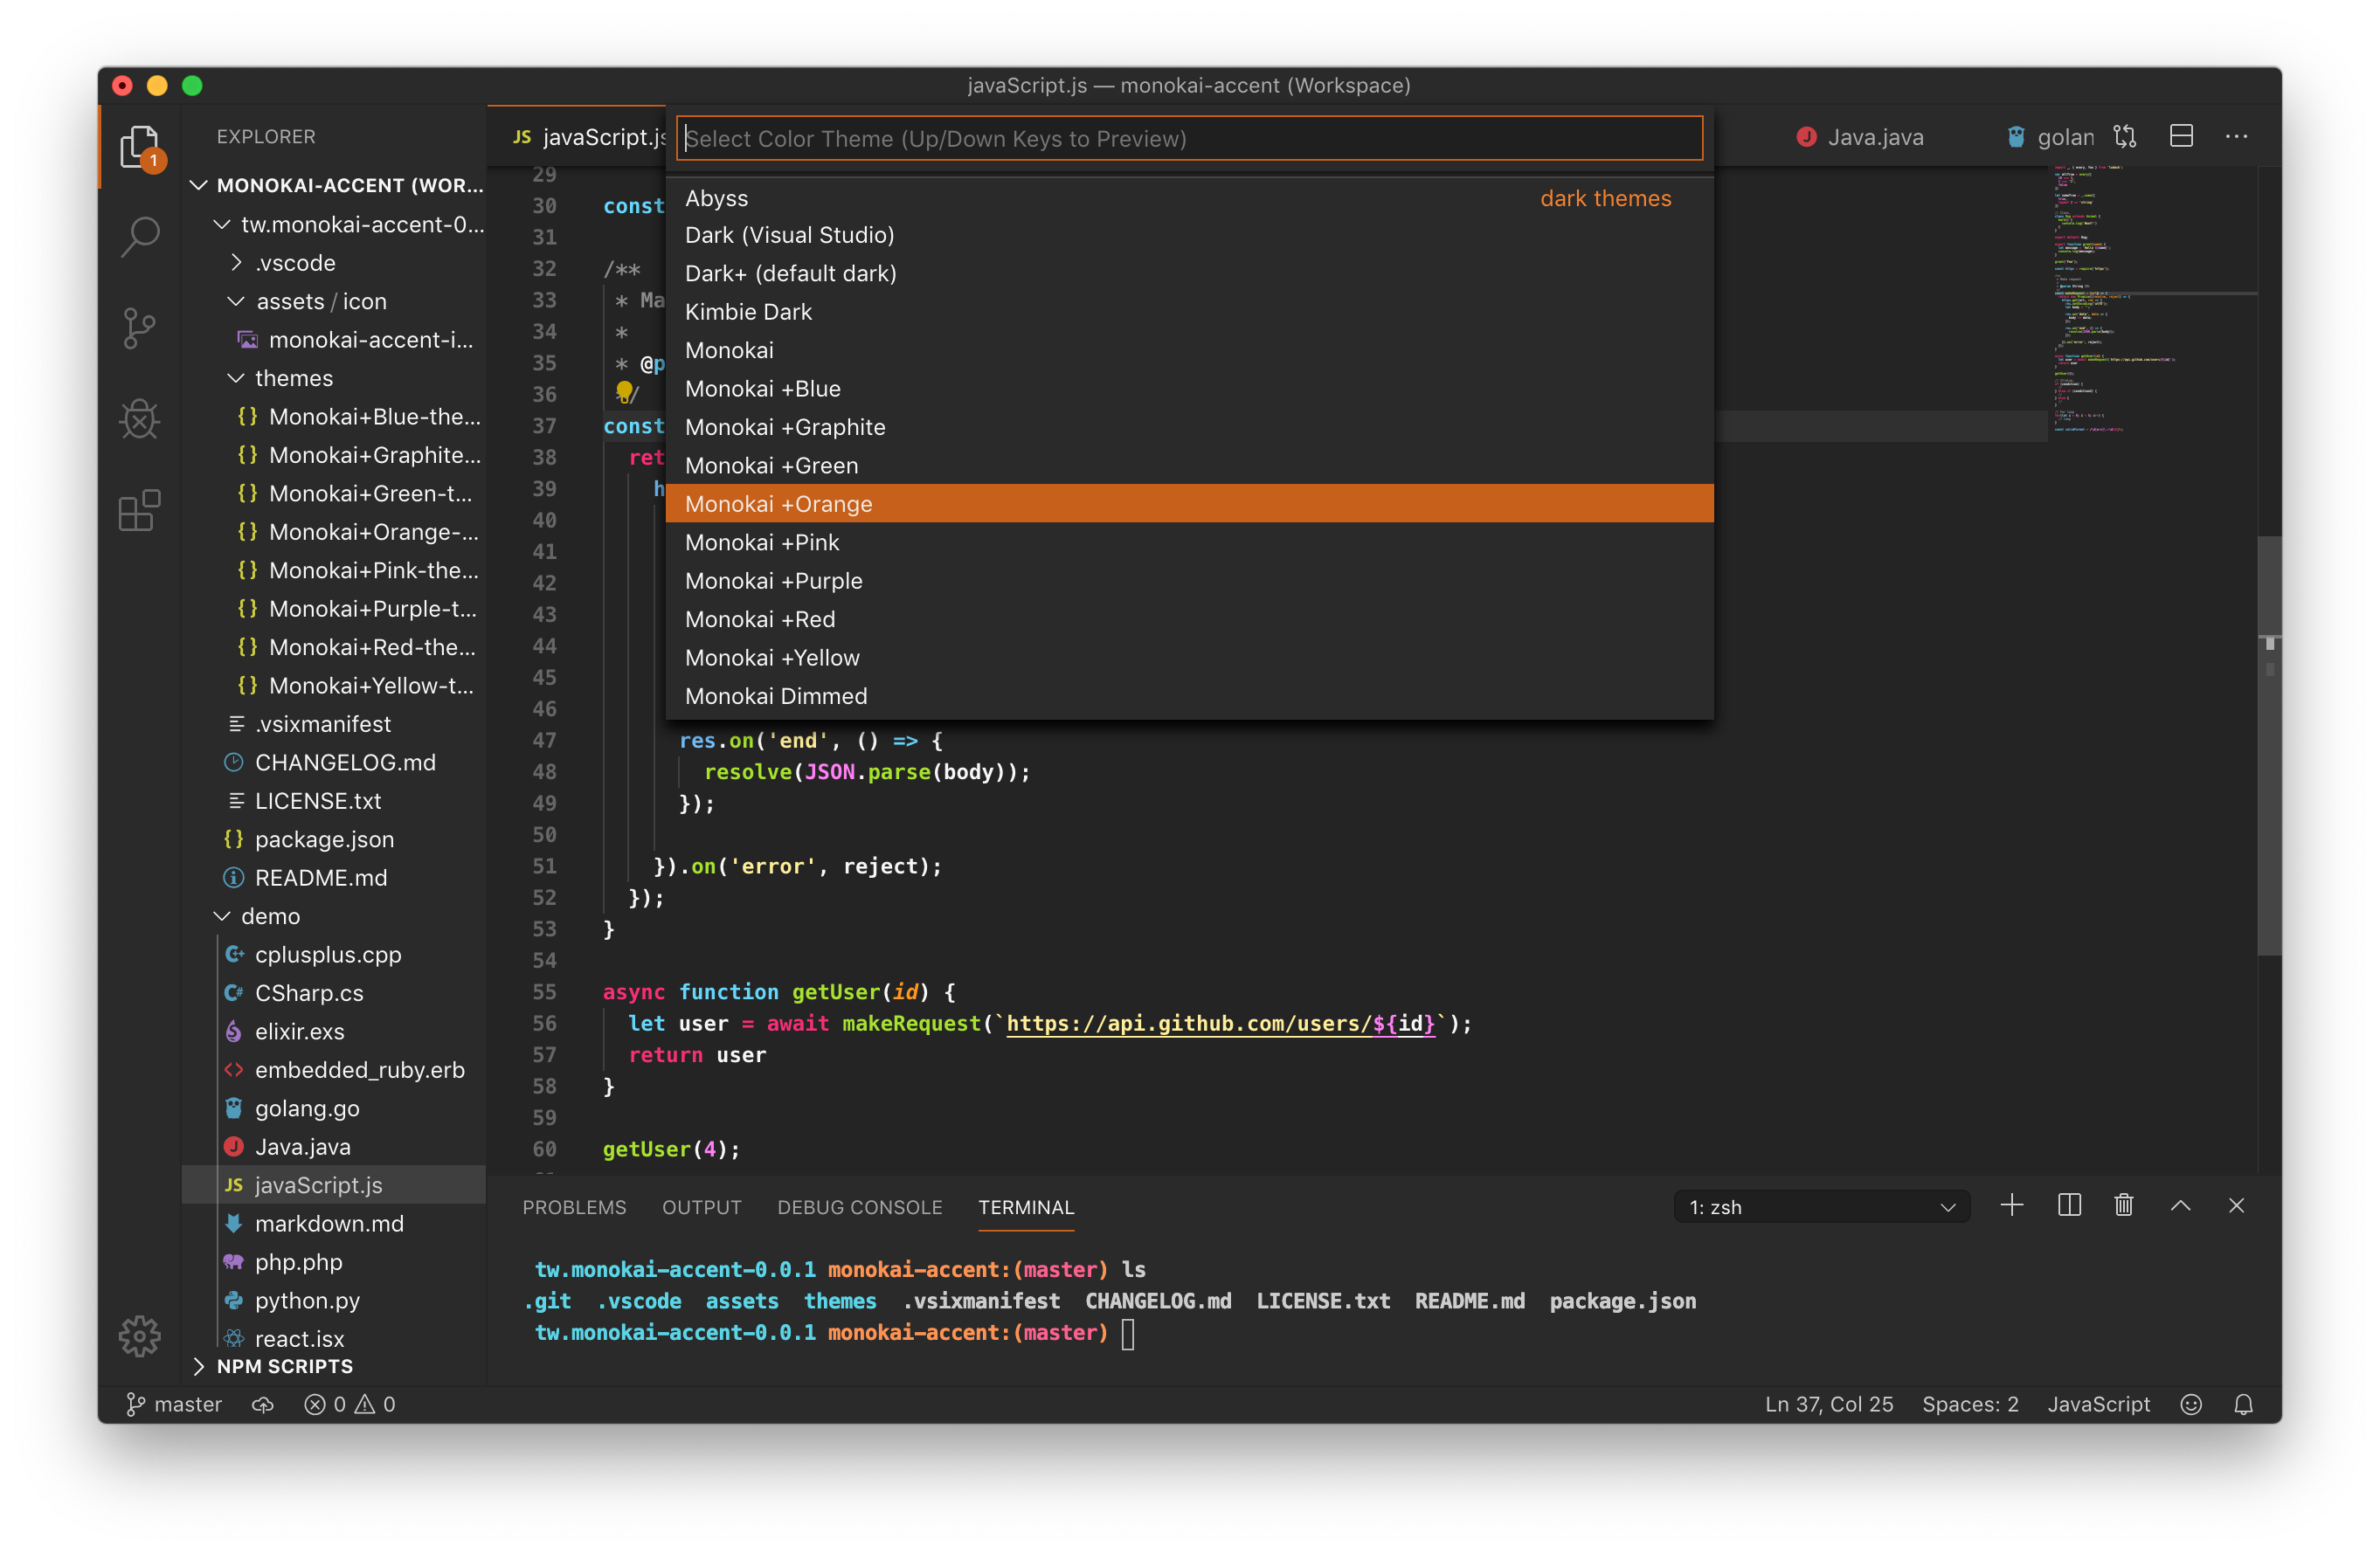 javaScript.js — monokai-accent (Workspace)
1
EXPLORER
MONOKAI-ACCENT (WOR...
tw.monokai-accent-0...
.vscode
assets / icon
monokai-accent-i...
themes
{} Monokai+Blue-the...
{} Monokai+Graphite...
{} Monokai+Green-t...
{} Monokai+Orange-...
{} Monokai+Pink-the...
{} Monokai+Purple-t...
{} Monokai+Red-the...
{} Monokai+Yellow-t...
.vsixmanifest
CHANGELOG.md
LICENSE.txt
{} package.json
README.md
demo
cplusplus.cpp
CSharp.cs
elixir.exs
embedded_ruby.erb
golang.go
Java.java
JS javaScript.js
markdown.md
php.php
python.py
react.jsx
NPM SCRIPTS
JS javaScript.js
Java.java
golan
Select Color Theme (Up/Down Keys to Preview)
Abyss dark themes
Dark (Visual Studio)
Dark+ (default dark)
Kimbie Dark
Monokai
Monokai +Blue
Monokai +Graphite
Monokai +Green
Monokai +Orange
Monokai +Pink
Monokai +Purple
Monokai +Red
Monokai +Yellow
Monokai Dimmed
29
30 const
31
32 /**
33 * Ma
34 *
35 * @p
36 */
37 const
38 ret
39 h
40
41
42
43
44
45
46
47 res.on('end', () => {
48 resolve(JSON.parse(body));
49 });
50
51 }).on('error', reject);
52 });
53 }
54
55 async function getUser(id) {
56 let user = await makeRequest(`https://api.github.com/users/${id}`);
57 return user
58 }
59
60 getUser(4);
PROBLEMS OUTPUT DEBUG CONSOLE TERMINAL
1: zsh
tw.monokai-accent-0.0.1 monokai-accent:(master) ls
.git .vscode assets themes .vsixmanifest CHANGELOG.md LICENSE.txt README.md package.json
tw.monokai-accent-0.0.1 monokai-accent:(master)
master 0 0
Ln 37, Col 25 Spaces: 2 JavaScript